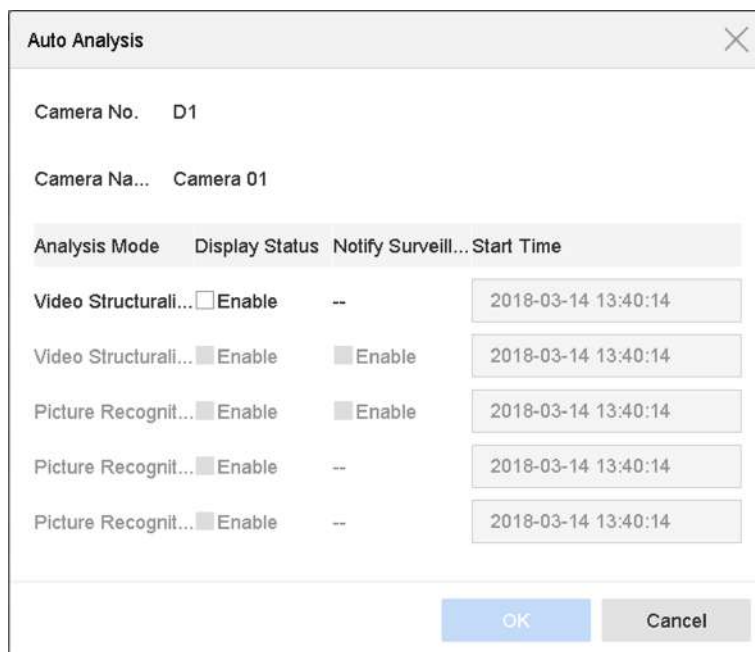 Auto Analysis
Camera No. D1
Camera Na... Camera 01
Analysis Mode Display Status Notify Surveill... Start Time
Video Structurali... Enable -- 2018-03-14 13:40:14
Video Structurali... Enable Enable 2018-03-14 13:40:14
Picture Recognit... Enable Enable 2018-03-14 13:40:14
Picture Recognit... Enable -- 2018-03-14 13:40:14
Picture Recognit... Enable -- 2018-03-14 13:40:14
OK Cancel